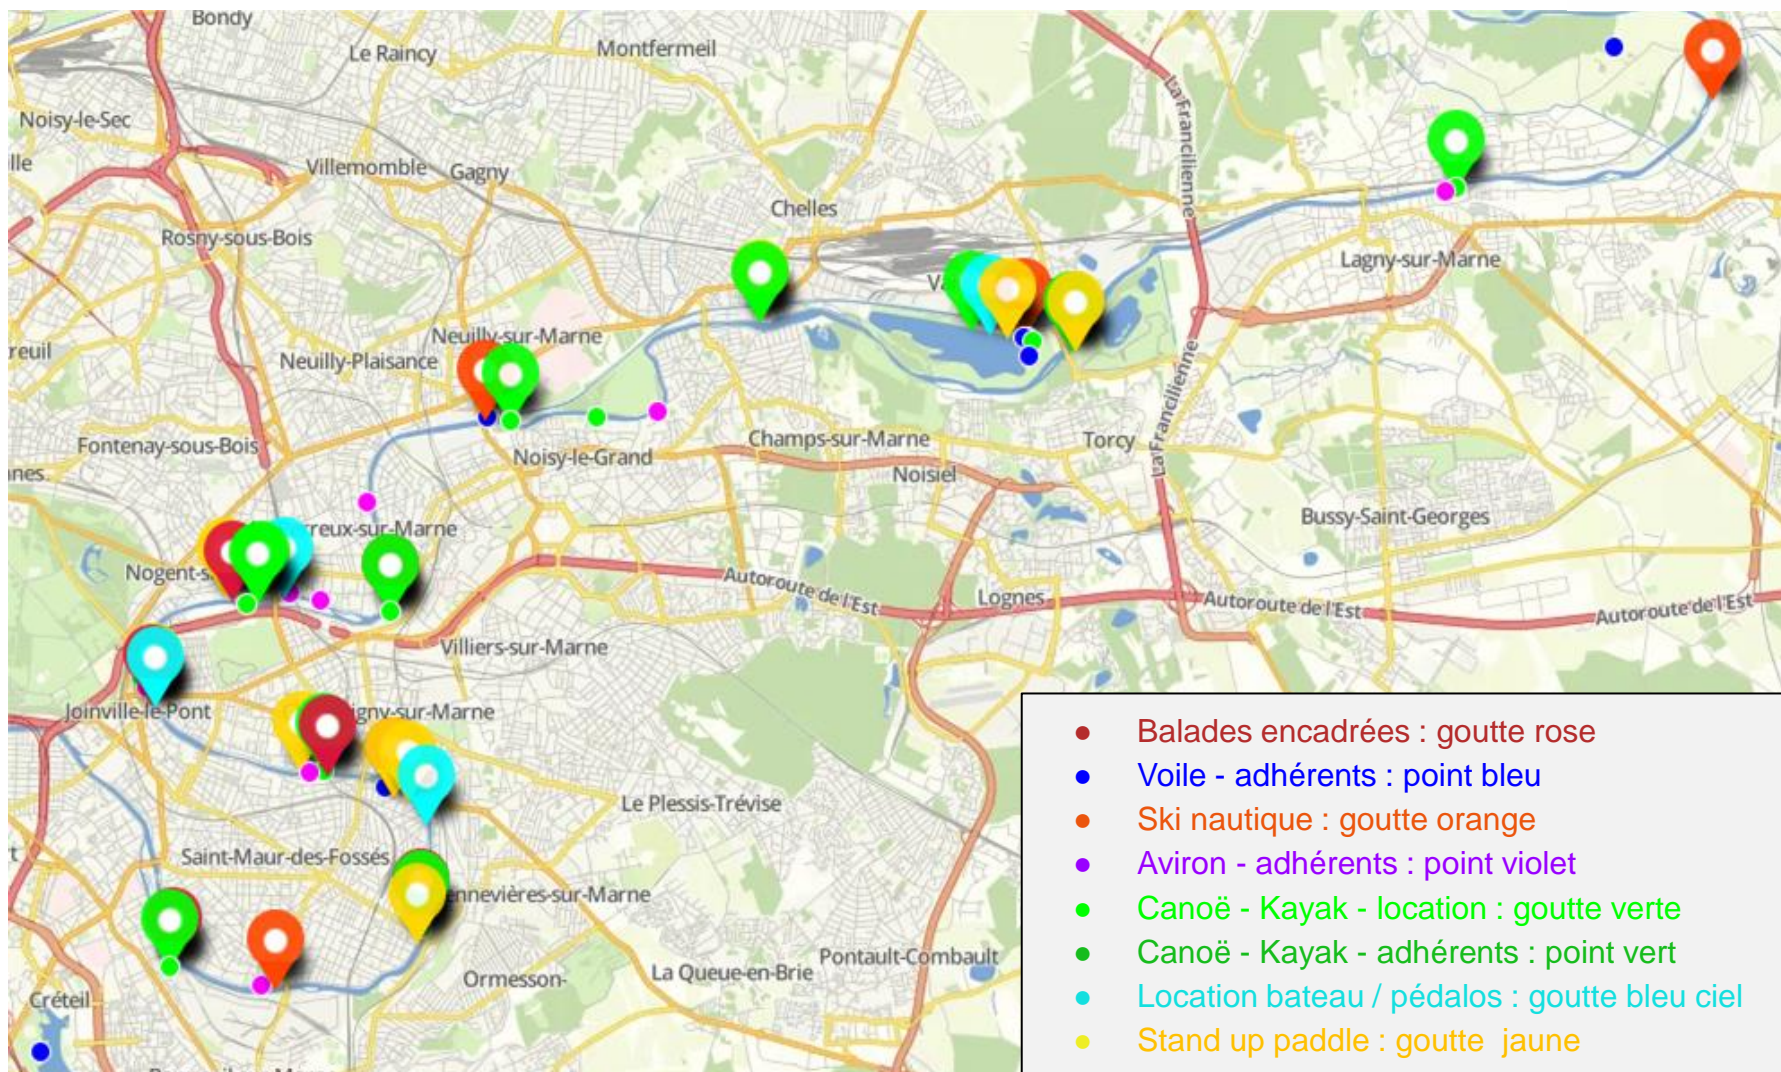 Bondy
Le Raincy
Montfermeil
Noisy-le-Sec
Villemomble
Gagny
Chelles
La Francilienne
Rosny-sous-Bois
Lagny-sur-Marne
Neuilly-sur-Marne
reuil
Neuilly-Plaisance
Fontenay-sous-Bois
Champs-sur-Marne
Torcy
La Francilienne
Noisy-le-Grand
Noisiel
nnes
rreux-sur-Marne
Bussy-Saint-Georges
Nogent-s
Autoroute de l'Est
Lognes
Autoroute de l'Est
Autoroute de l'Est
Villiers-sur-Marne
Joinville-le-Pont
igny-sur-Marne
Le Plessis-Trévise
Saint-Maur-des-Fossés
ennevières-sur-Marne
Pontault-Combault
La Queue-en-Brie
Ormesson-
Créteil
● Balades encadrées : goutte rose
● Voile - adhérents : point bleu
● Ski nautique : goutte orange
● Aviron - adhérents : point violet
● Canoë - Kayak - location : goutte verte
● Canoë - Kayak - adhérents : point vert
● Location bateau / pédalos : goutte bleu ciel
● Stand up paddle : goutte jaune